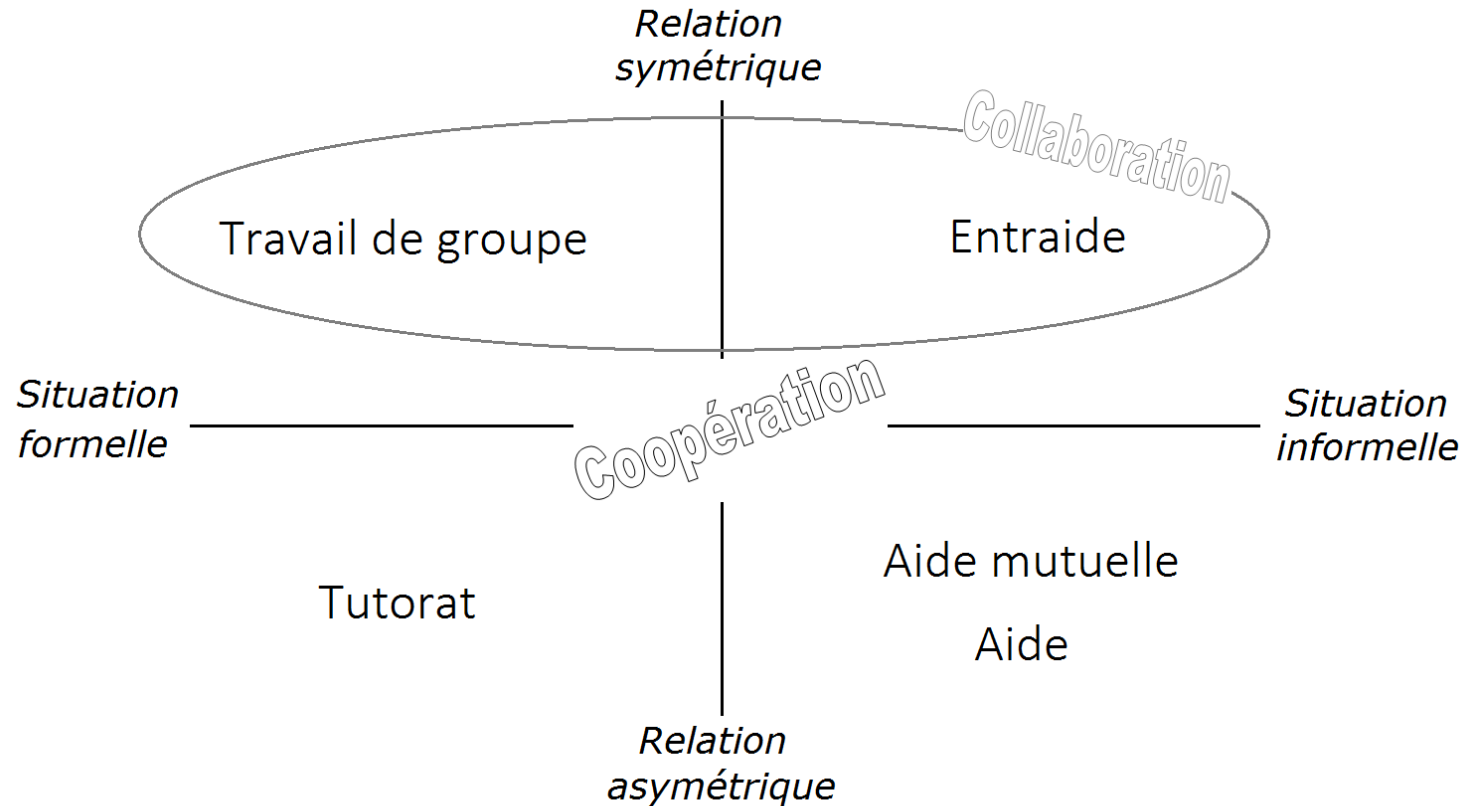 Relation
symétrique
Collaboration
Travail de groupe
Entraide
Situation
formelle
Coopération
Situation
informelle
Tutorat
Aide mutuelle
Aide
Relation
asymétrique